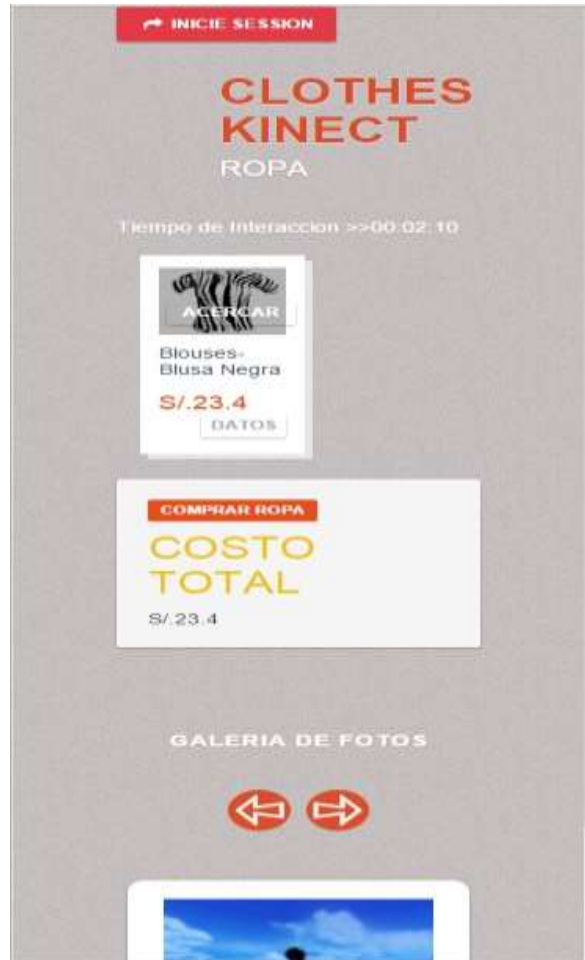 INICIE SESSION
CLOTHES
KINECT
ROPA
Tiempo de Interaccion >>00:02:10
ACERCAR
Blouses-
Blusa Negra
S/.23.4
DATOS
COMPRAR ROPA
COSTO
TOTAL
S/.23.4
GALERIA DE FOTOS